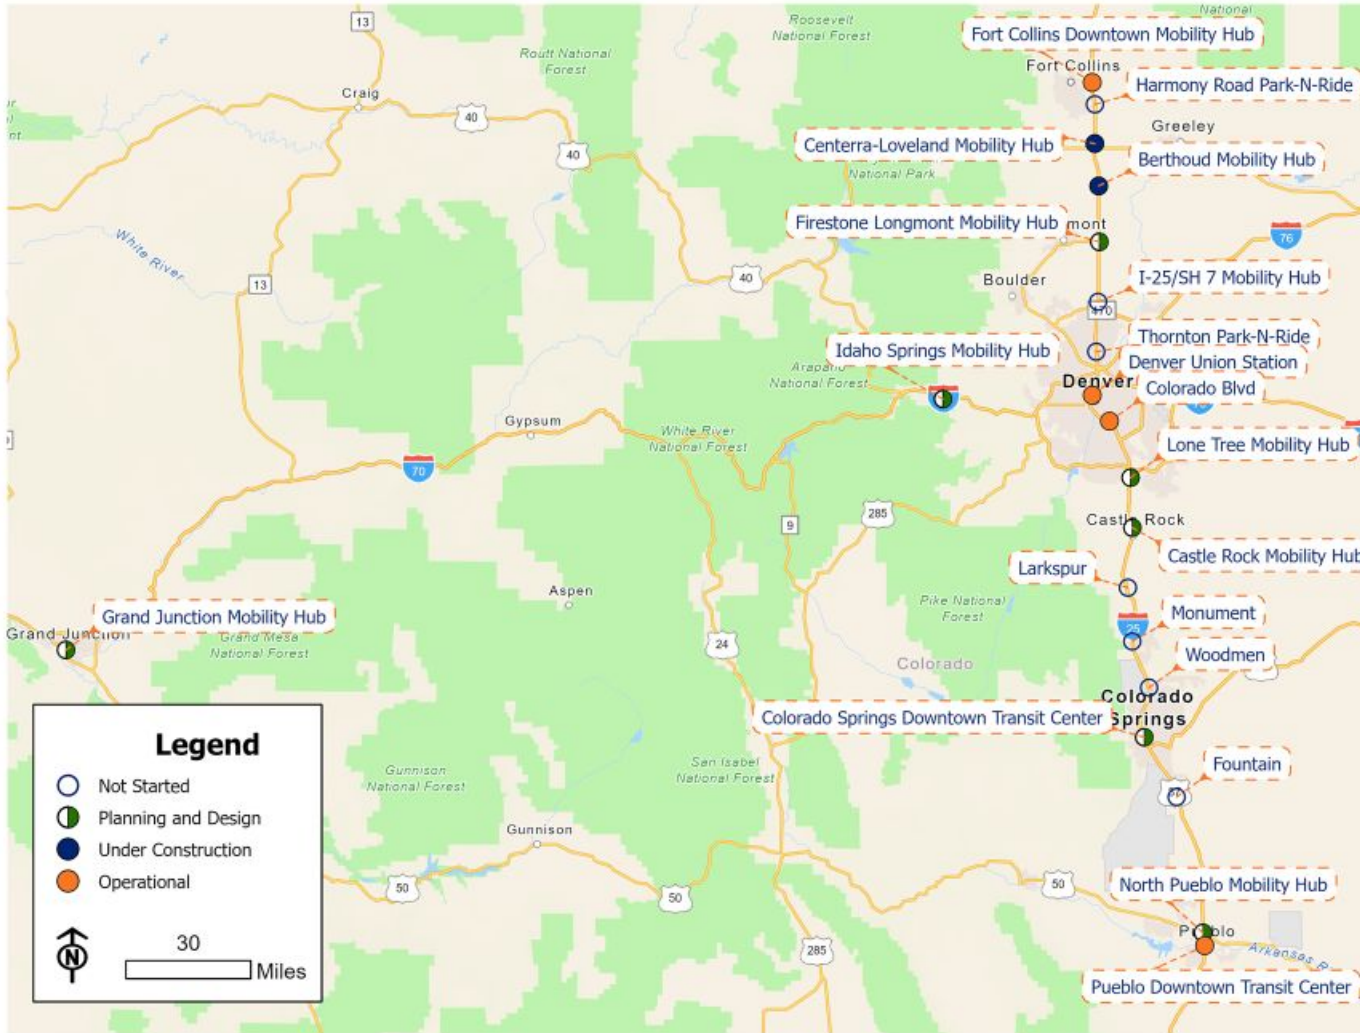 13
Roosevelt
National Forest
National
Fort Collins Downtown Mobility Hub
Routt National
Forest
Fort Collins
Harmony Road Park-N-Ride
Craig
40
Greeley
Centerra-Loveland Mobility Hub
40
Berthoud Mobility Hub
National Park
Firestone Longmont Mobility Hub
mont
76
White River
13
40
Boulder
I-25/SH 7 Mobility Hub
470
Thornton Park-N-Ride
Idaho Springs Mobility Hub
Denver Union Station
Arapaho
National Forest
Denver
Colorado Blvd
Gypsum
White River
National Forest
Lone Tree Mobility Hub
70
9
285
Castle Rock
Castle Rock Mobility Hub
Larkspur
Aspen
Pike National
Forest
Grand Junction Mobility Hub
Monument
25
Grand Junction
Grand Mesa
National Forest
24
Woodmen
Colorado
Colorado
Springs
Colorado Springs Downtown Transit Center
Legend
San Isabel
National Forest
Gunnison
National Forest
Fountain
Not Started
Planning and Design
Gunnison
Under Construction
Operational
50
50
50
North Pueblo Mobility Hub
Pueblo
30
Miles
N
285
Arkansas R
Pueblo Downtown Transit Center